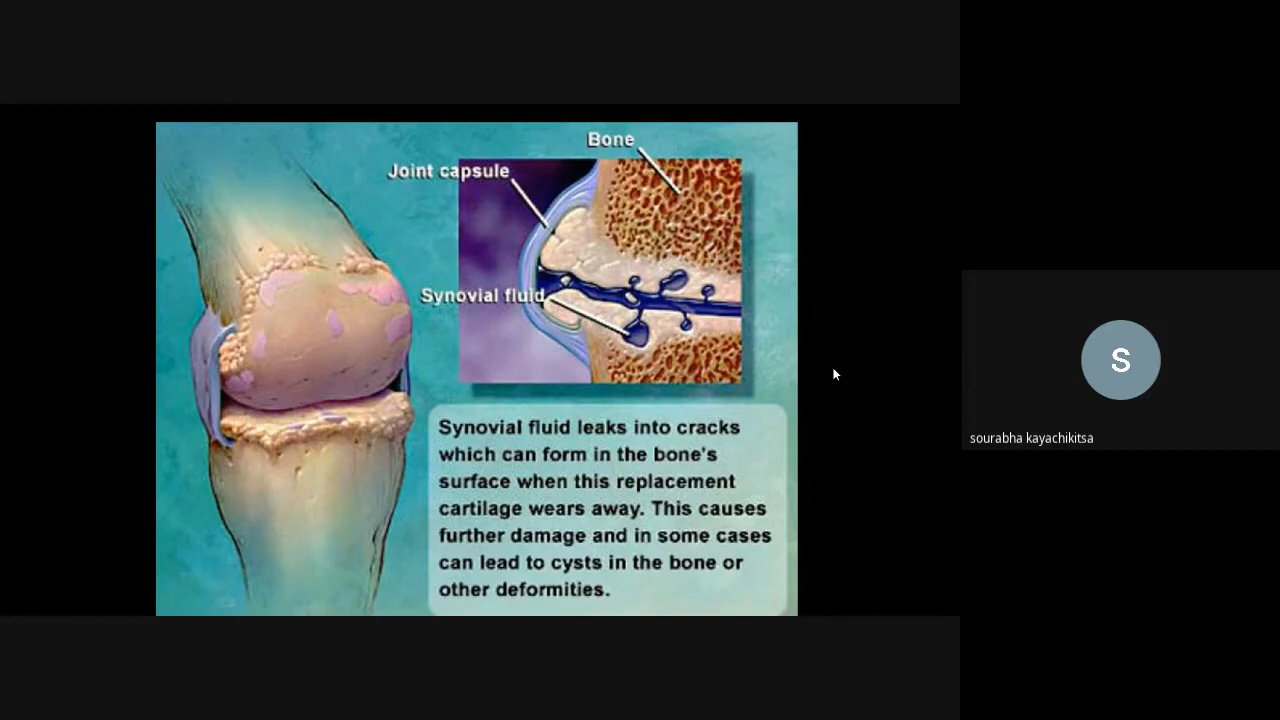 Bone
Joint capsule
Synovial fluid
Synovial fluid leaks into cracks
which can form in the bone's
surface when this replacement
cartilage wears away. This causes
further damage and in some cases
can lead to cysts in the bone or
other deformities.
S
sourabha kayachikitsa